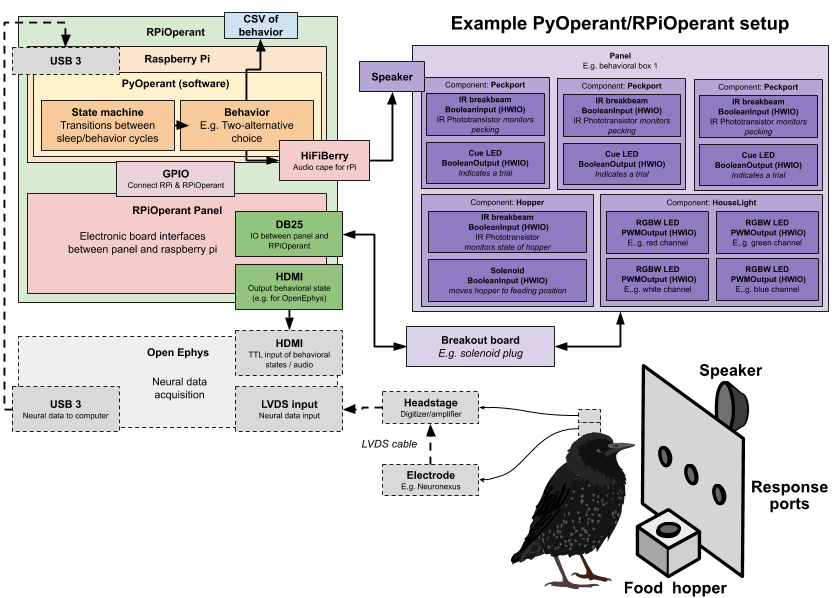 Example PyOperant/RPiOperant setup
RPiOperant
CSV of
behavior
Raspberry Pi
USB 3
PyOperant (software)
State machine
Transitions between
sleep/behavior cycles
Behavior
E.g. Two-alternative
choice
HiFiBerry
Audio cape for rPi
GPIO
Connect RPi & RPiOperant
RPiOperant Panel
Electronic board interfaces
between panel and raspberry pi
DB25
IO between panel and
RPiOperant
HDMI
Output behavioral state
(e.g. for OpenEphys)
Speaker
Panel
E.g. behavioral box 1
Component: Peckport
IR breakbeam
BooleanInput (HWIO)
IR Phototransistor monitors
pecking
Cue LED
BooleanOutput (HWIO)
Indicates a trial
Component: Peckport
IR breakbeam
BooleanInput (HWIO)
IR Phototransistor monitors
pecking
Cue LED
BooleanOutput (HWIO)
Indicates a trial
Component: Peckport
IR breakbeam
BooleanInput (HWIO)
IR Phototransistor monitors
pecking
Cue LED
BooleanOutput (HWIO)
Indicates a trial
Component: Hopper
IR breakbeam
BooleanInput (HWIO)
IR Phototransistor
monitors state of hopper
Solenoid
BooleanInput (HWIO)
moves hopper to feeding position
Component: HouseLight
RGBW LED
PWMOutput (HWIO)
E,.g. red channel
RGBW LED
PWMOutput (HWIO)
E,.g. green channel
RGBW LED
PWMOutput (HWIO)
E,.g. white channel
RGBW LED
PWMOutput (HWIO)
E,.g. blue channel
Breakout board
E.g. solenoid plug
Open Ephys
Neural data
acquisition
HDMI
TTL input of behavioral
states / audio
USB 3
Neural data to computer
LVDS input
Neural data input
Headstage
Digitizer/amplifier
LVDS cable
Electrode
E.g. Neuronexus
Speaker
Response
ports
Food hopper